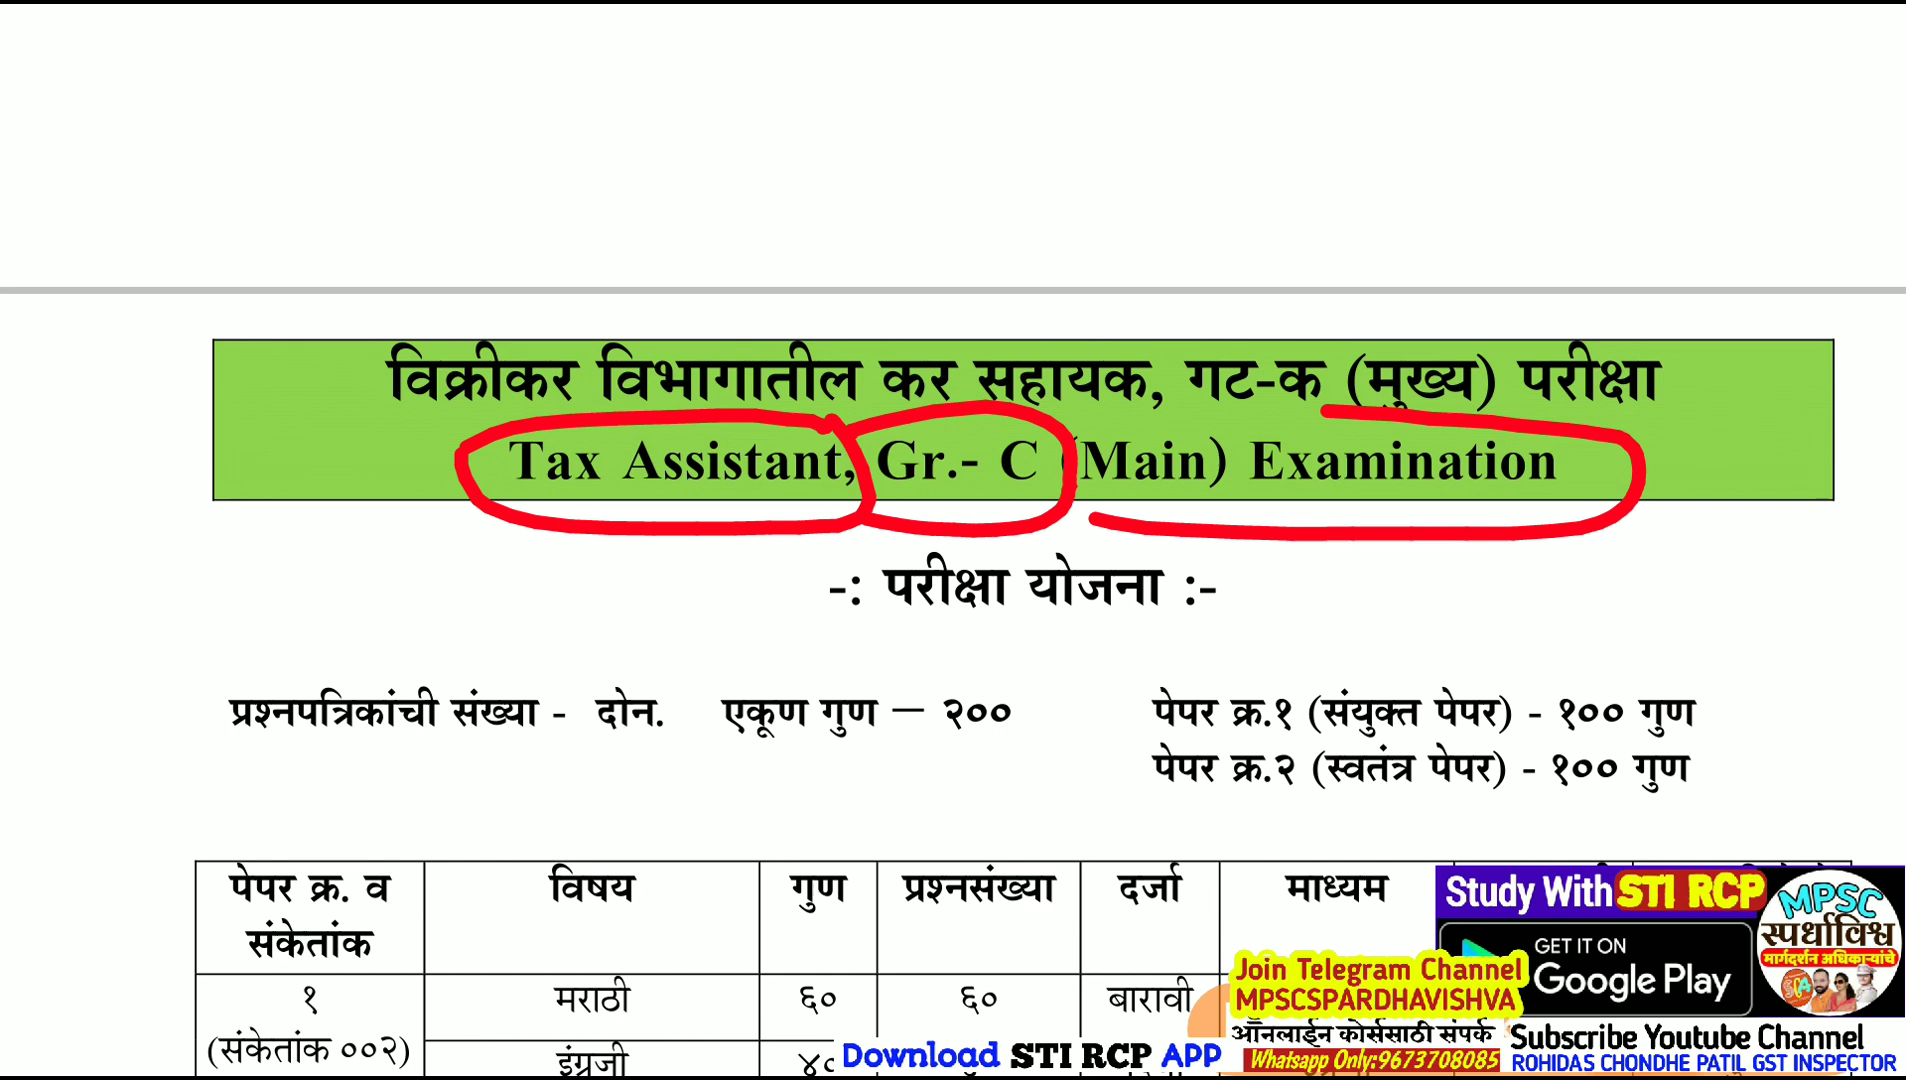 विक्रीकर विभागातील कर सहायक, गट-क (मुख्य) परीक्षा
Tax Assistant, Gr.- C (Main) Examination
-: परीक्षा योजना :-
प्रश्नपत्रिकांची संख्या - दोन. एकूण गुण – २०० पेपर क्र.१ (संयुक्त पेपर) - १०० गुण
पेपर क्र.२ (स्वतंत्र पेपर) - १०० गुण
पेपर क्र. व संकेतांक विषय गुण प्रश्नसंख्या दर्जा माध्यम
१ मराठी ६० ६० बारावी
(संकेतांक ००२) इंग्रजी
Study With STI RCP
GET IT ON
Google Play
MPSC
स्पर्धाविश्व
मार्गदर्शन अधिकाऱ्यांचे
Join Telegram Channel
MPSCSPARDHAVISHVA
ऑनलाईन कोर्ससाठी संपर्क
Whatsapp Only:9673708085
Download STI RCP APP
Subscribe Youtube Channel
ROHIDAS CHONDHE PATIL GST INSPECTOR